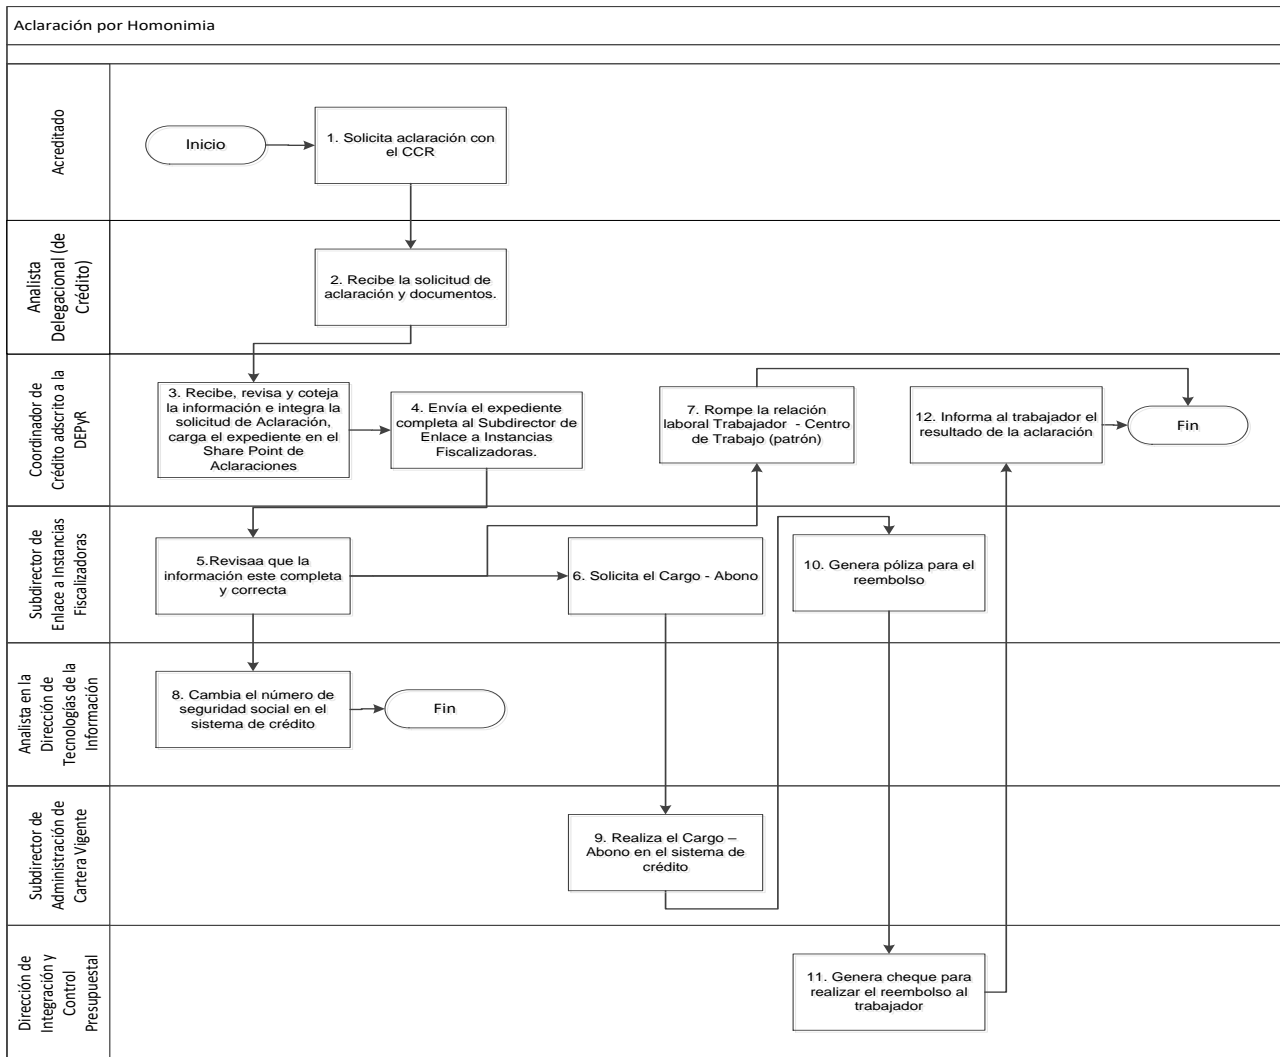 Aclaración por Homonimia
Acreditado
Inicio
1. Solicita aclaración con
el CCR
Analista
Delegacional (de
Crédito)
2. Recibe la solicitud de
aclaración y documentos.
Coordinador de
Crédito adscrito a la
DEPyR
3. Recibe, revisa y coteja
la información e integra la
solicitud de Aclaración,
carga el expediente en el
Share Point de
Aclaraciones
4. Envía el expediente
completa al Subdirector de
Enlace a Instancias
Fiscalizadoras.
7. Rompe la relación
laboral Trabajador - Centro
de Trabajo (patrón)
12. Informa al trabajador el
resultado de la aclaración
Fin
Subdirector de
Enlace a Instancias
Fiscalizadoras
5.Revisaa que la
información este completa
y correcta
6. Solicita el Cargo - Abono
10. Genera póliza para el
reembolso
Analista en la
Dirección de
Tecnologías de la
Información
8. Cambia el número de
seguridad social en el
sistema de crédito
Fin
Subdirector de
Administración de
Cartera Vigente
9. Realiza el Cargo –
Abono en el sistema de
crédito
Dirección de
Integración y
Control
Presupuestal
11. Genera cheque para
realizar el reembolso al
trabajador